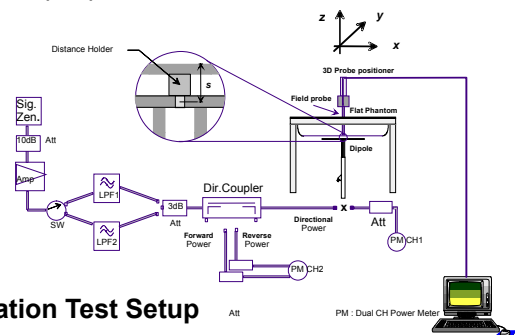 z
y
x
Distance Holder
s
3D Probe positioner
Field probe
Flat Phantom
Dipole
Sig.
Zen.
10dB
Att
Amp
SW
LPF1
LPF2
3dB
Att
Dir.Coupler
Forward
Power
Reverse
Power
Directional
Power
x
Att
PM CH1
PM CH2
ation Test Setup
Att
PM : Dual CH Power Meter